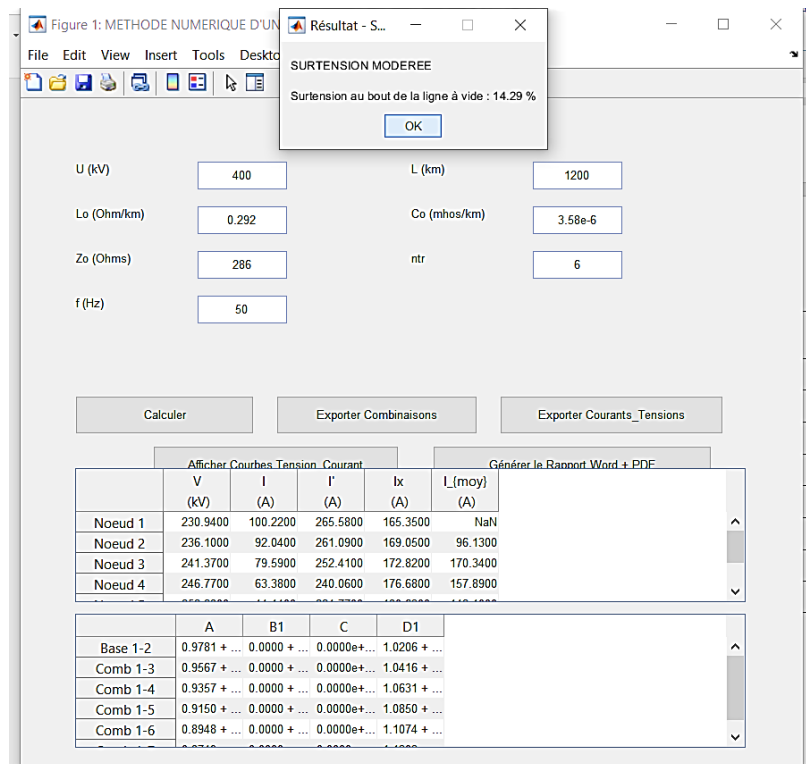 Figure 1: METHODE NUMERIQUE D'UN
Résultat - S...
File Edit View Insert Tools Deskto
SURTENSION MODEREE
Surtension au bout de la ligne à vide : 14.29 %
OK
U (kV) 400 L (km) 1200
Lo (Ohm/km) 0.292 Co (mhos/km) 3.58e-6
Zo (Ohms) 286 ntr 6
f (Hz) 50
Calculer Exporter Combinaisons Exporter Courants_Tensions
Afficher Courbes Tension_Courant Générer le Rapport Word + PDF
V I I' Ix I_{moy}
(kV) (A) (A) (A) (A)
Noeud 1 230.9400 100.2200 265.5800 165.3500 NaN
Noeud 2 236.1000 92.0400 261.0900 169.0500 96.1300
Noeud 3 241.3700 79.5900 252.4100 172.8200 170.3400
Noeud 4 246.7700 63.3800 240.0600 176.6800 157.8900
A B1 C D1
Base 1-2 0.9781 + ... 0.0000 + ... 0.0000e+... 1.0206 + ...
Comb 1-3 0.9567 + ... 0.0000 + ... 0.0000e+... 1.0416 + ...
Comb 1-4 0.9357 + ... 0.0000 + ... 0.0000e+... 1.0631 + ...
Comb 1-5 0.9150 + ... 0.0000 + ... 0.0000e+... 1.0850 + ...
Comb 1-6 0.8948 + ... 0.0000 + ... 0.0000e+... 1.1074 + ...